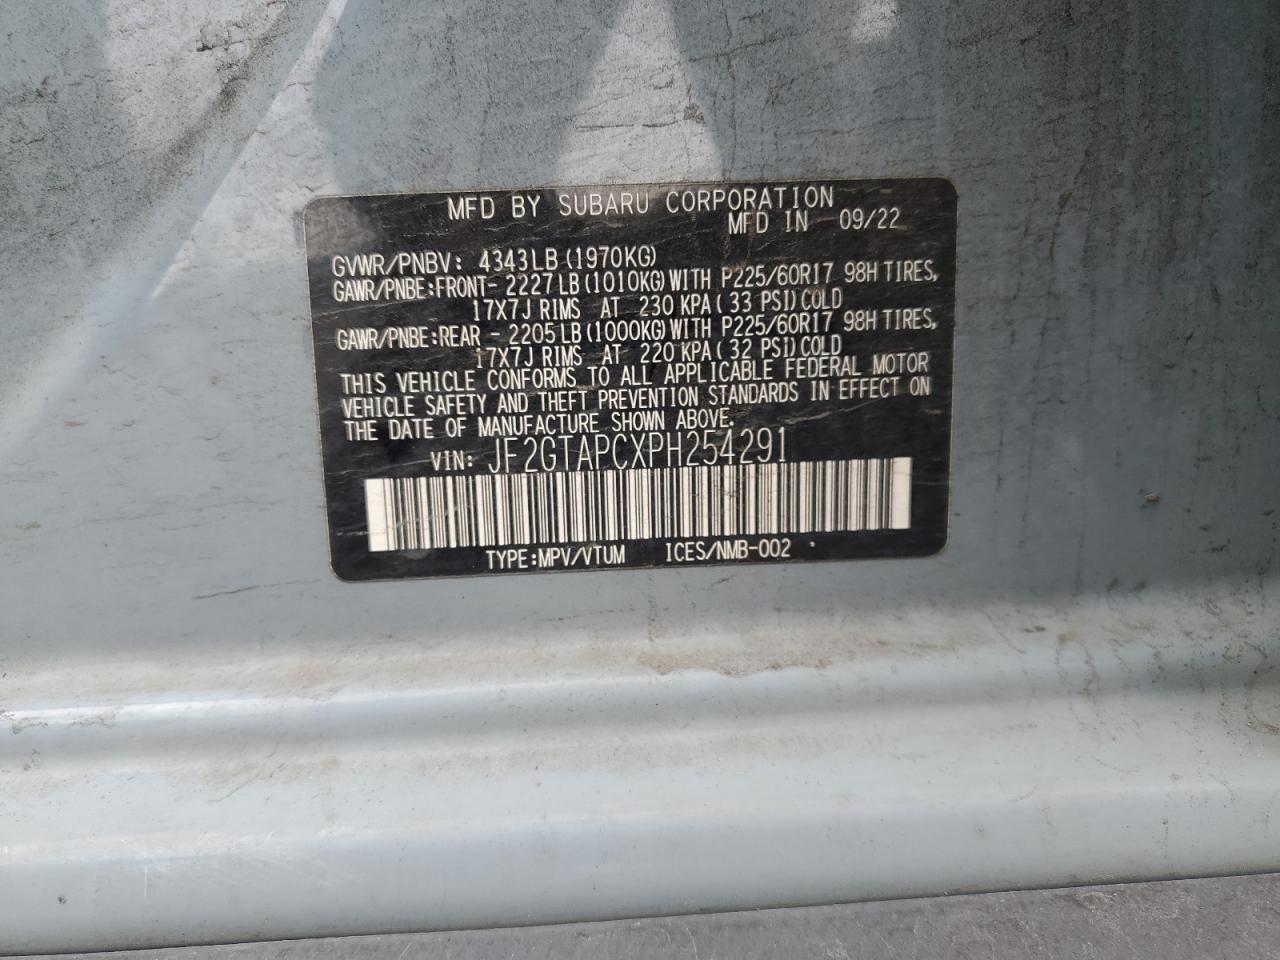 MFD BY SUBARU CORPORATION
MFD IN 09/22
GVWR/PNBV: 4343LB(1970KG)
GAWR/PNBE:FRONT- 2227LB(1010KG)WITH P225/60R17 98H TIRES,
17X7J RIMS AT 230 KPA(33 PSI)COLD
GAWR/PNBE:REAR - 2205LB(1000KG)WITH P225/60R17 98H TIRES,
17X7J RIMS AT 220 KPA(32 PSI)COLD
THIS VEHICLE CONFORMS TO ALL APPLICABLE FEDERAL MOTOR
VEHICLE SAFETY AND THEFT PREVENTION STANDARDS IN EFFECT ON
THE DATE OF MANUFACTURE SHOWN ABOVE.
VIN: JF2GTAPCXPH254291
TYPE:MPV/VTUM ICES/NMB-002